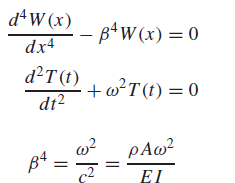 d⁴W(x)/dx⁴ − β⁴W(x) = 0
d²T(t)/dt² + ω²T(t) = 0
β⁴ = ω²/c² = ρAω²/EI